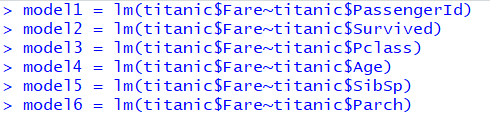 > model1 = lm(titanic$Fare~titanic$PassengerId)
> model2 = lm(titanic$Fare~titanic$Survived)
> model3 = lm(titanic$Fare~titanic$Pclass)
> model4 = lm(titanic$Fare~titanic$Age)
> model5 = lm(titanic$Fare~titanic$SibSp)
> model6 = lm(titanic$Fare~titanic$Parch)